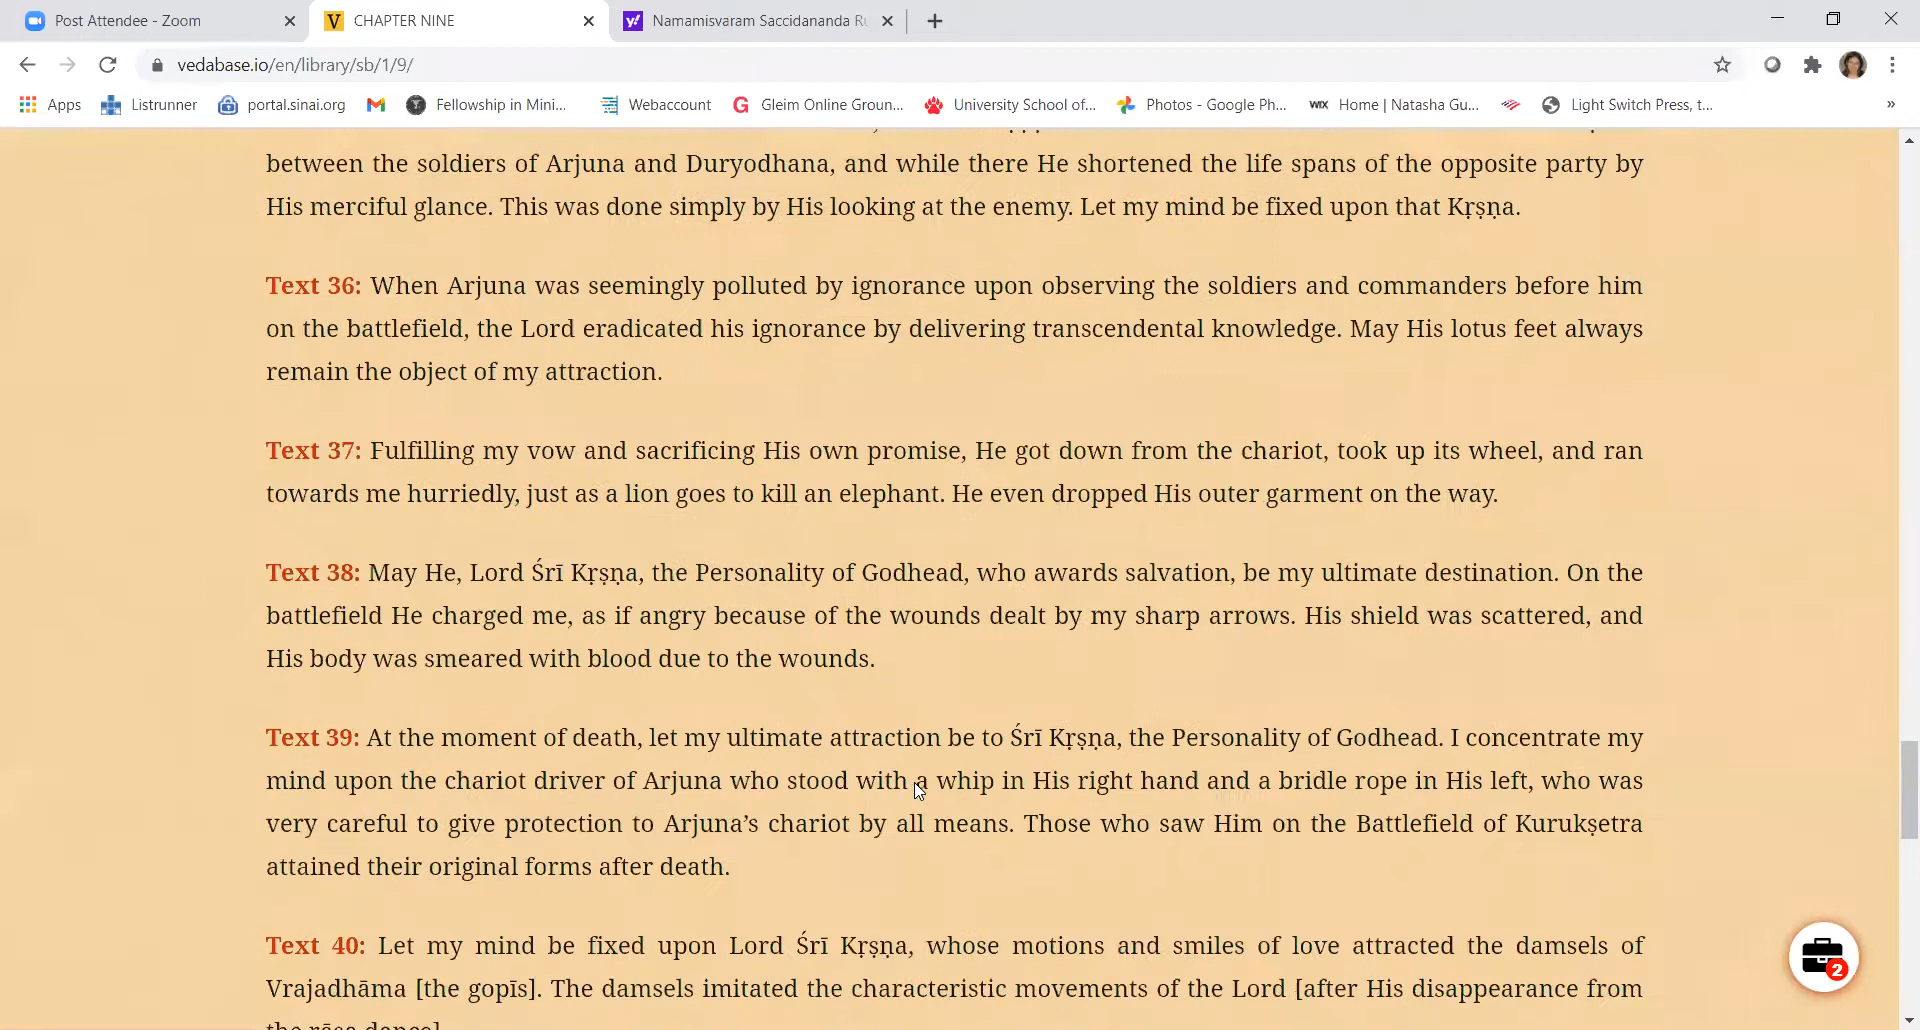 Post Attendee - Zoom
CHAPTER NINE
Namamisvaram Saccidananda Ru
vedabase.io/en/library/sb/1/9/
Apps
Listrunner
portal.sinai.org
Fellowship in Mini...
Webaccount
Gleim Online Groun...
University School of...
Photos - Google Ph...
WIX
Home | Natasha Gu...
Light Switch Press, t...
between the soldiers of Arjuna and Duryodhana, and while there He shortened the life spans of the opposite party by
His merciful glance. This was done simply by His looking at the enemy. Let my mind be fixed upon that Kṛṣṇa.
Text 36: When Arjuna was seemingly polluted by ignorance upon observing the soldiers and commanders before him
on the battlefield, the Lord eradicated his ignorance by delivering transcendental knowledge. May His lotus feet always
remain the object of my attraction.
Text 37: Fulfilling my vow and sacrificing His own promise, He got down from the chariot, took up its wheel, and ran
towards me hurriedly, just as a lion goes to kill an elephant. He even dropped His outer garment on the way.
Text 38: May He, Lord Śrī Kṛṣṇa, the Personality of Godhead, who awards salvation, be my ultimate destination. On the
battlefield He charged me, as if angry because of the wounds dealt by my sharp arrows. His shield was scattered, and
His body was smeared with blood due to the wounds.
Text 39: At the moment of death, let my ultimate attraction be to Śrī Kṛṣṇa, the Personality of Godhead. I concentrate my
mind upon the chariot driver of Arjuna who stood with a whip in His right hand and a bridle rope in His left, who was
very careful to give protection to Arjuna’s chariot by all means. Those who saw Him on the Battlefield of Kurukṣetra
attained their original forms after death.
Text 40: Let my mind be fixed upon Lord Śrī Kṛṣṇa, whose motions and smiles of love attracted the damsels of
Vrajadhāma [the gopīs]. The damsels imitated the characteristic movements of the Lord [after His disappearance from
the rāsa dance].
2